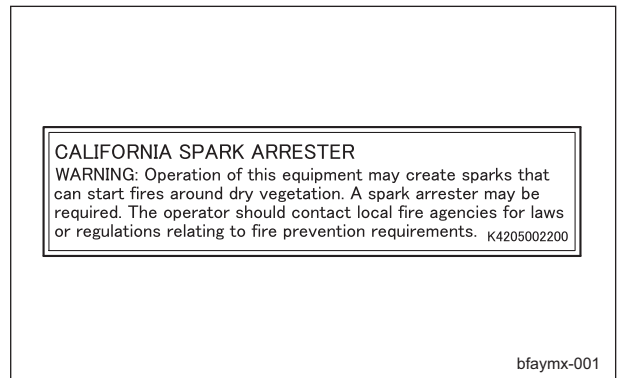 CALIFORNIA SPARK ARRESTER
WARNING: Operation of this equipment may create sparks that
can start fires around dry vegetation. A spark arrester may be
required. The operator should contact local fire agencies for laws
or regulations relating to fire prevention requirements. K4205002200
bfaymx-001